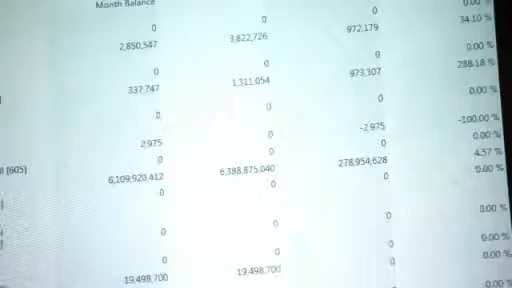 Month Balance
0 0 0 0.00 %
2,850,547 3,822,726 972,179 34.10 %
0 0 0 0.00 %
337,747 1,311,054 973,307 288.18 %
0 0 0 0.00 %
2,975 0 -2,975 -100.00 %
0 0 0 0.00 %
[605] 6,109,920,412 6,388,875,040 278,954,628 4.57 %
0 0 0 0.00 %
0 0 0 0.00 %
0 0 0 0.00 %
19,498,700 19,498,700 0 0.00 %
0.00 %